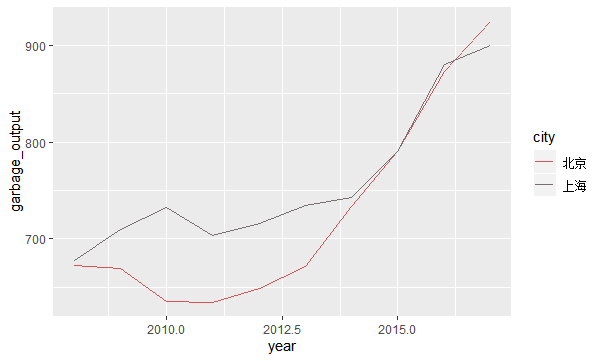 garbage_output
900
800
700
2010.0
2012.5
2015.0
year
city
北京
上海